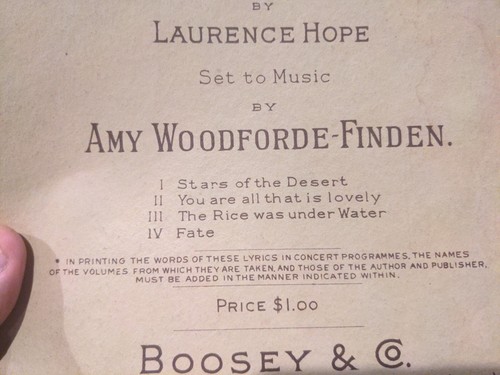 BY
LAURENCE HOPE
Set to Music
BY
AMY WOODFORDE-FINDEN.
I Stars of the Desert
II You are all that is lovely
III The Rice was under Water
IV Fate
* IN PRINTING THE WORDS OF THESE LYRICS IN CONCERT PROGRAMMES, THE NAMES
OF THE VOLUMES FROM WHICH THEY ARE TAKEN, AND THOSE OF THE AUTHOR AND PUBLISHER,
MUST BE ADDED IN THE MANNER INDICATED WITHIN.
PRICE $1.00
BOOSEY & Co.